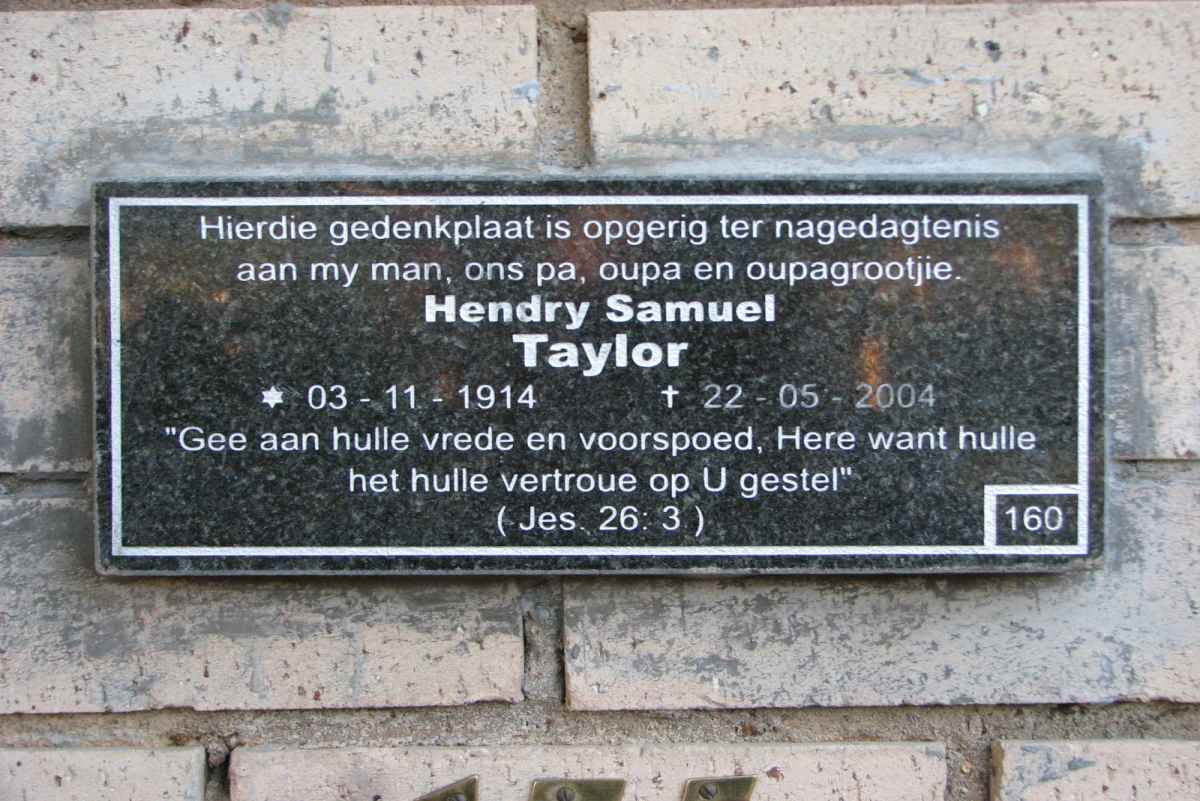 Hierdie gedenkplaat is opgerig ter nagedagtenis
aan my man, ons pa, oupa en oupagrootjie.
Hendry Samuel
Taylor
✶ 03 - 11 - 1914 † 22 - 05 - 2004
"Gee aan hulle vrede en voorspoed, Here want hulle
het hulle vertroue op U gestel"
( Jes. 26: 3 )
160